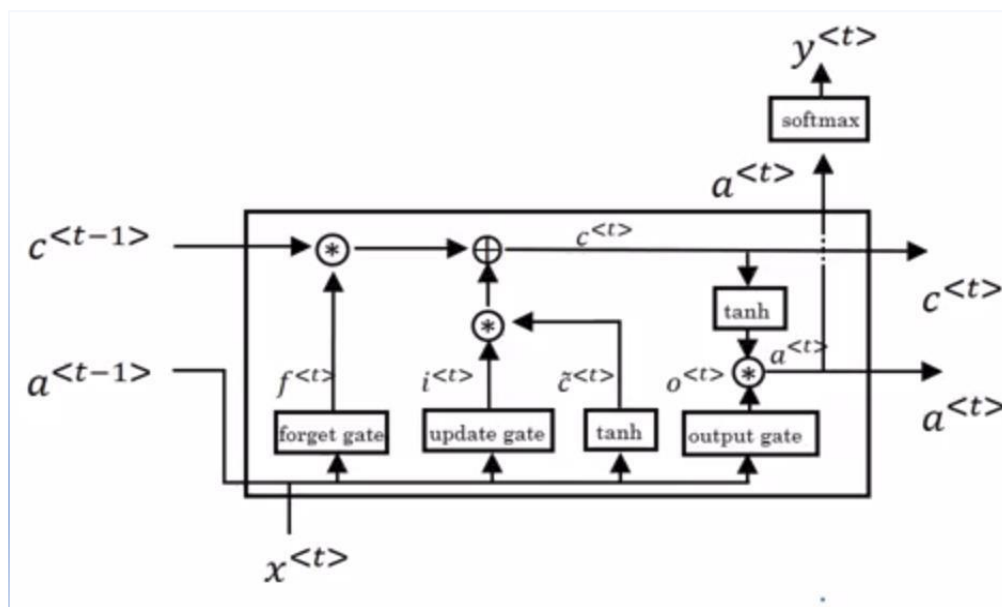 y<t>
softmax
a<t>
c<t-1>
c<t>
c<t>
tanh
a<t-1>
f<t>
i<t>
c̃<t>
o<t>
a<t>
a<t>
forget gate
update gate
tanh
output gate
x<t>